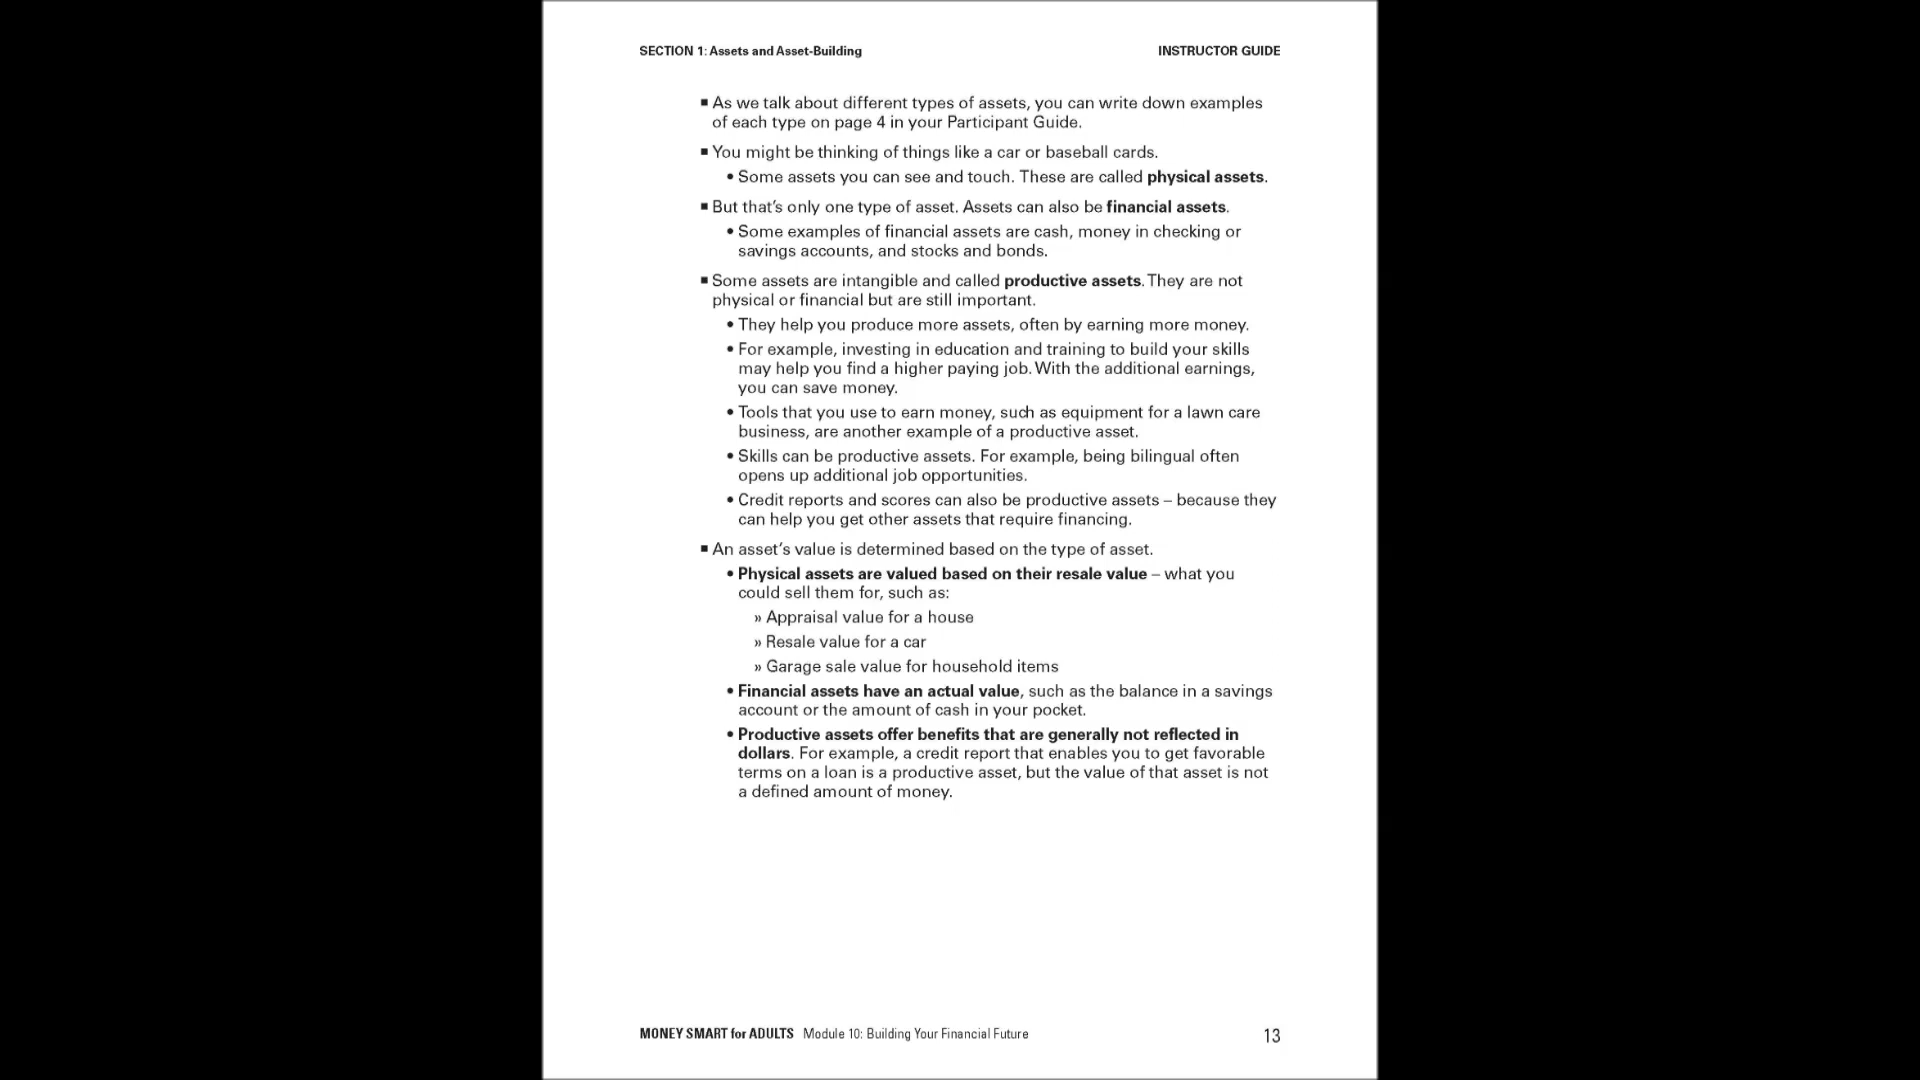 SECTION 1: Assets and Asset-Building INSTRUCTOR GUIDE
■ As we talk about different types of assets, you can write down examples
of each type on page 4 in your Participant Guide.
■ You might be thinking of things like a car or baseball cards.
• Some assets you can see and touch. These are called physical assets.
■ But that’s only one type of asset. Assets can also be financial assets.
• Some examples of financial assets are cash, money in checking or
savings accounts, and stocks and bonds.
■ Some assets are intangible and called productive assets. They are not
physical or financial but are still important.
• They help you produce more assets, often by earning more money.
• For example, investing in education and training to build your skills
may help you find a higher paying job. With the additional earnings,
you can save money.
• Tools that you use to earn money, such as equipment for a lawn care
business, are another example of a productive asset.
• Skills can be productive assets. For example, being bilingual often
opens up additional job opportunities.
• Credit reports and scores can also be productive assets – because they
can help you get other assets that require financing.
■ An asset’s value is determined based on the type of asset.
• Physical assets are valued based on their resale value – what you
could sell them for, such as:
» Appraisal value for a house
» Resale value for a car
» Garage sale value for household items
• Financial assets have an actual value, such as the balance in a savings
account or the amount of cash in your pocket.
• Productive assets offer benefits that are generally not reflected in
dollars. For example, a credit report that enables you to get favorable
terms on a loan is a productive asset, but the value of that asset is not
a defined amount of money.
MONEY SMART for ADULTS Module 10: Building Your Financial Future 13